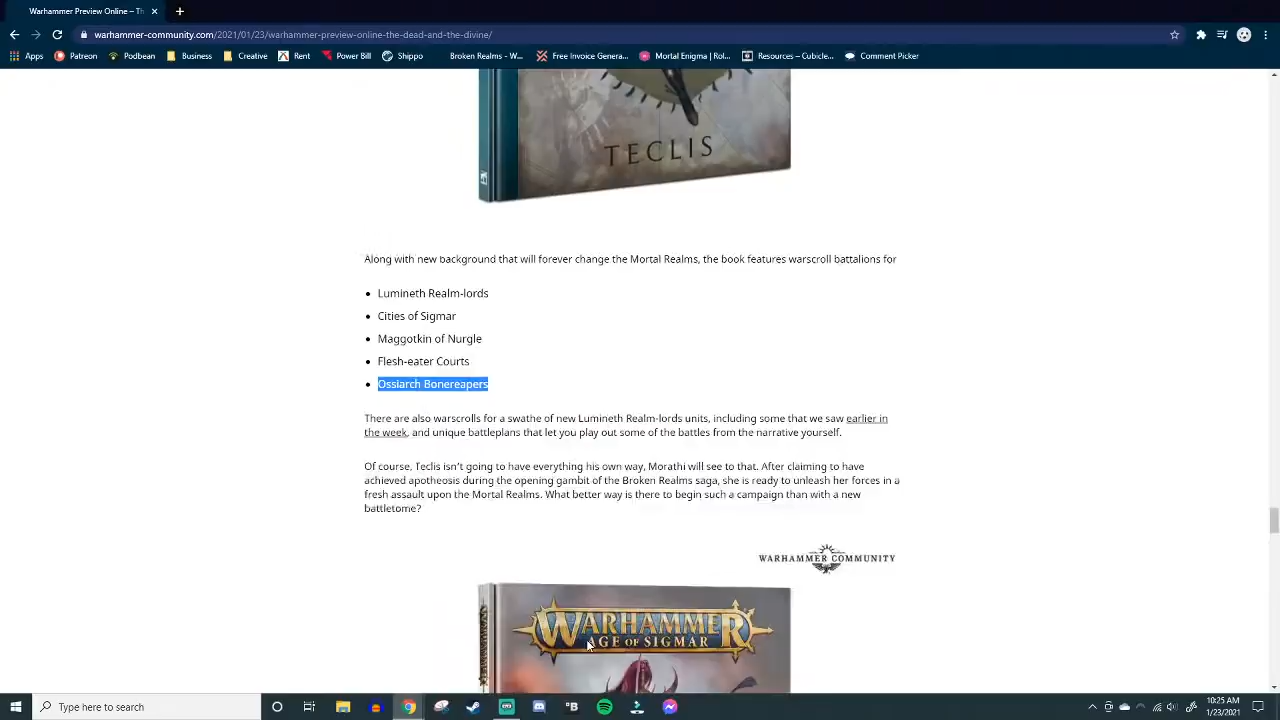 Warhammer Preview Online – Th
warhammer-community.com/2021/01/23/warhammer-preview-online-the-dead-and-the-divine/
Apps Patreon Podbean Business Creative Rent Power Bill Shippo Broken Realms - W... Free Invoice Genera... Mortal Enigma | Rol... Resources – Cubicle... Comment Picker
TECLIS
Along with new background that will forever change the Mortal Realms, the book features warscroll battalions for
Lumineth Realm-lords
Cities of Sigmar
Maggotkin of Nurgle
Flesh-eater Courts
Ossiarch Bonereapers
There are also warscrolls for a swathe of new Lumineth Realm-lords units, including some that we saw earlier in
the week, and unique battleplans that let you play out some of the battles from the narrative yourself.
Of course, Teclis isn't going to have everything his own way, Morathi will see to that. After claiming to have
achieved apotheosis during the opening gambit of the Broken Realms saga, she is ready to unleash her forces in a
fresh assault upon the Mortal Realms. What better way is there to begin such a campaign than with a new
battletome?
WARHAMMER COMMUNITY
WARHAMMER
AGE OF SIGMAR
Type here to search
10:25 AM
1/23/2021